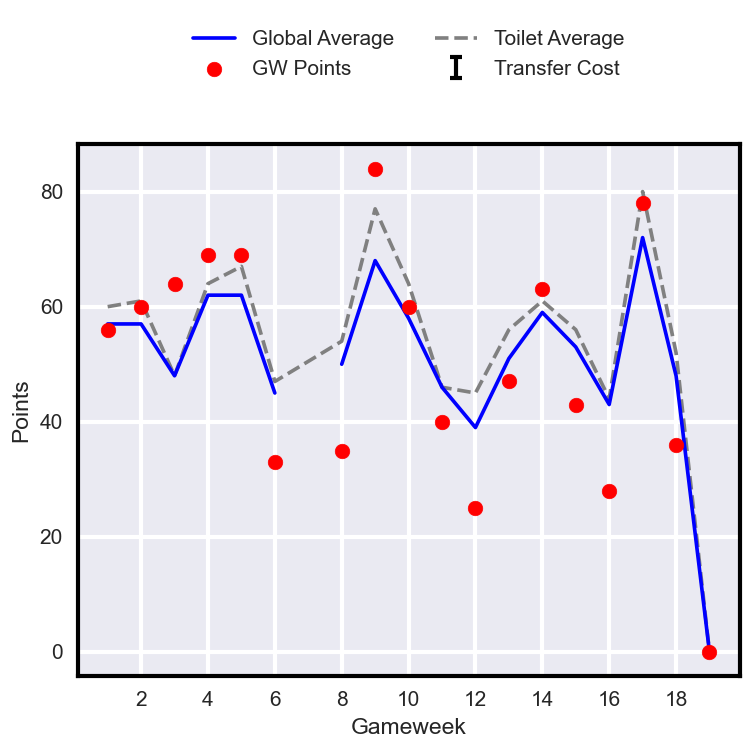 Global Average
Toilet Average
GW Points
Transfer Cost
80
60
40
20
0
Points
2 4 6 8 10 12 14 16 18
Gameweek